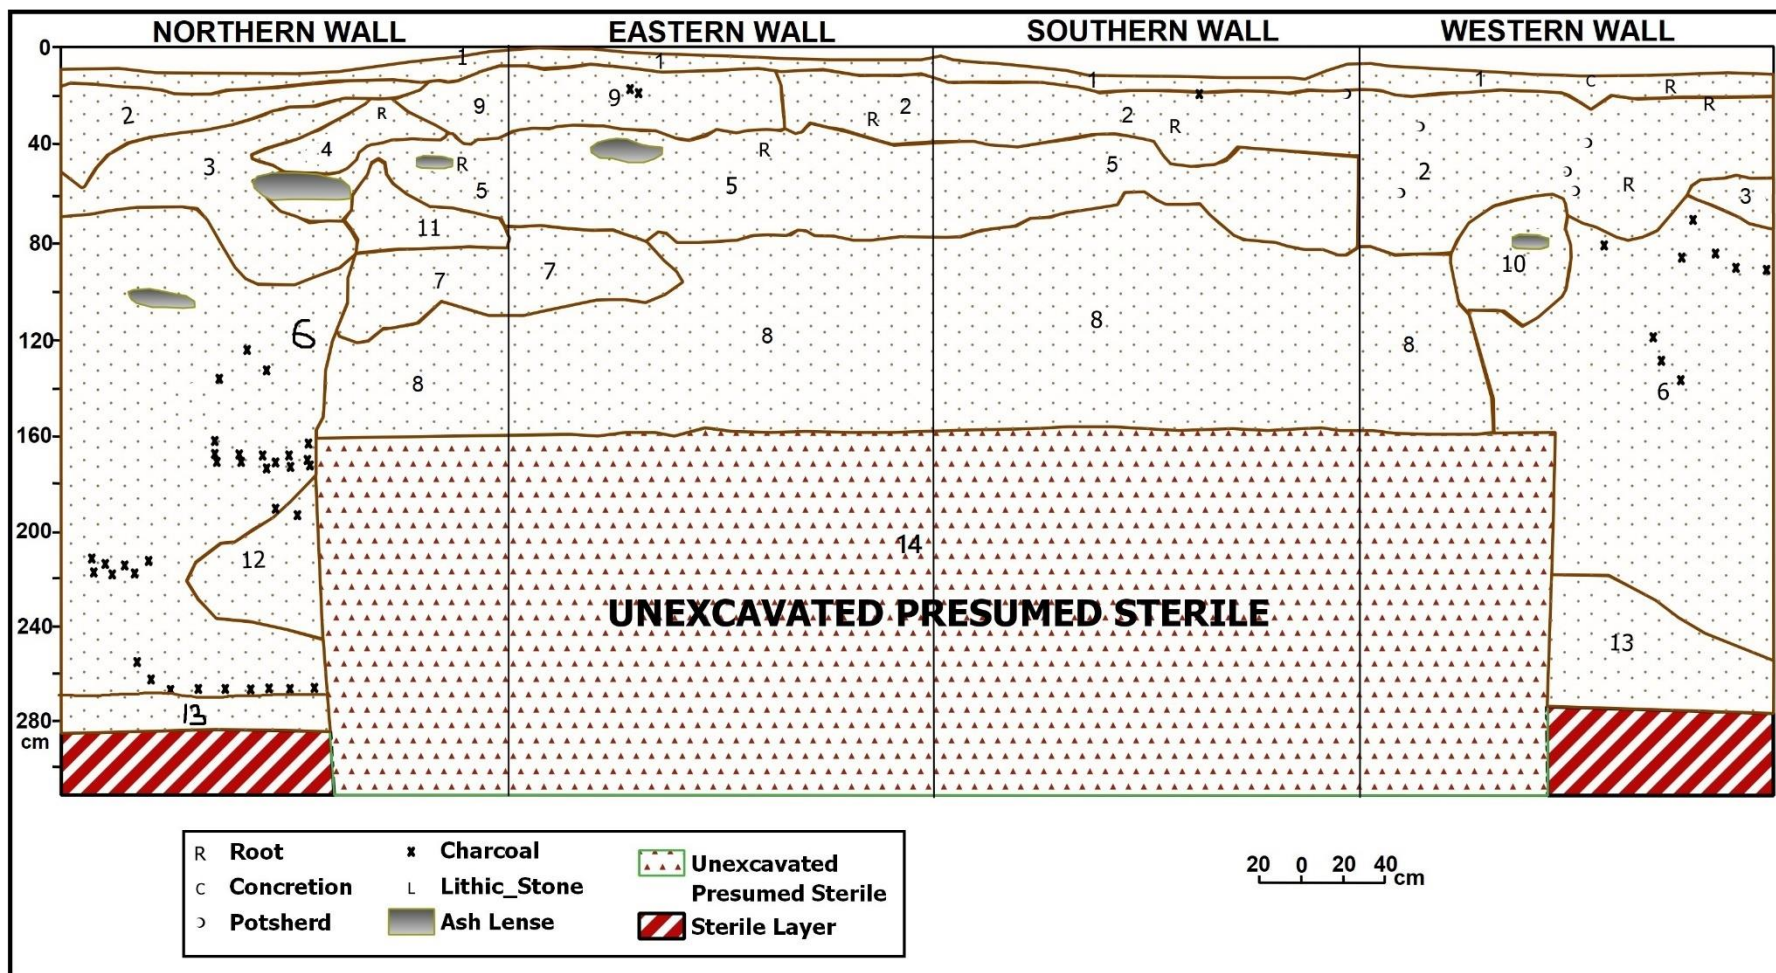 NORTHERN WALL EASTERN WALL SOUTHERN WALL WESTERN WALL
0
40
80
120
160
200
240
280
cm
1 1 1 1 C R
2 R 9 9 2 R 2 R R
3 4 R 5 R 5 5 2 R 3
11
7 7 10
6 8 8 8 6
8
12 14
UNEXCAVATED PRESUMED STERILE
13 13
R Root
C Concretion
Potsherd
x Charcoal
L Lithic_Stone
Ash Lense
Unexcavated
Presumed Sterile
Sterile Layer
20 0 20 40 cm